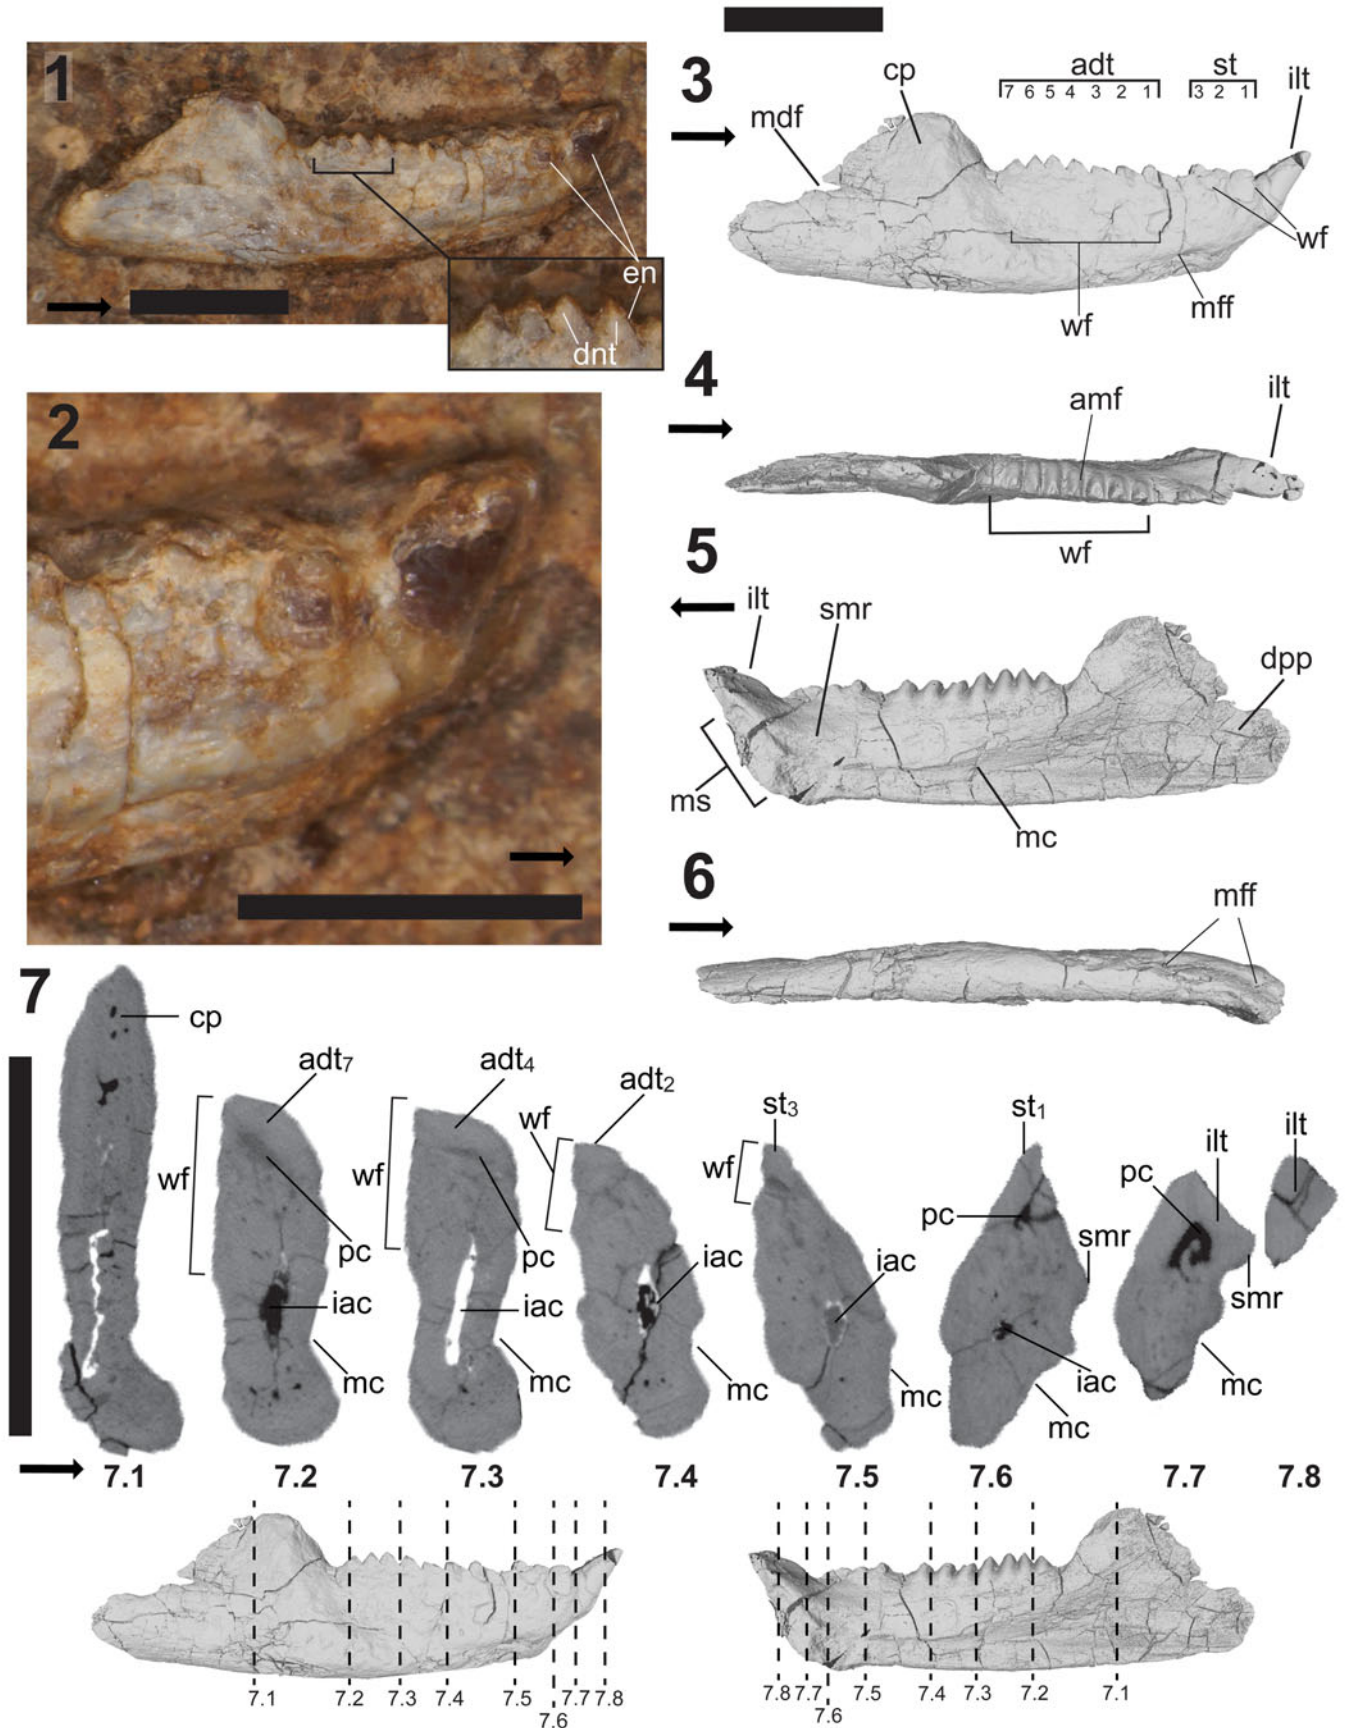 1
en
dnt
2
3
mdf
cp
adt
7 6 5 4 3 2 1
st
3 2 1
ilt
wf
wf
mff
4
amf
ilt
wf
5
ilt
smr
dpp
ms
mc
6
mff
7
cp
adt7
wf
pc
iac
mc
adt4
wf
pc
iac
mc
adt2
wf
iac
mc
st3
wf
iac
mc
st1
pc
smr
iac
mc
ilt
pc
smr
mc
ilt
7.1 7.2 7.3 7.4 7.5 7.6 7.7 7.8
7.1 7.2 7.3 7.4 7.5 7.6 7.7 7.8
7.8 7.7 7.6 7.5 7.4 7.3 7.2 7.1